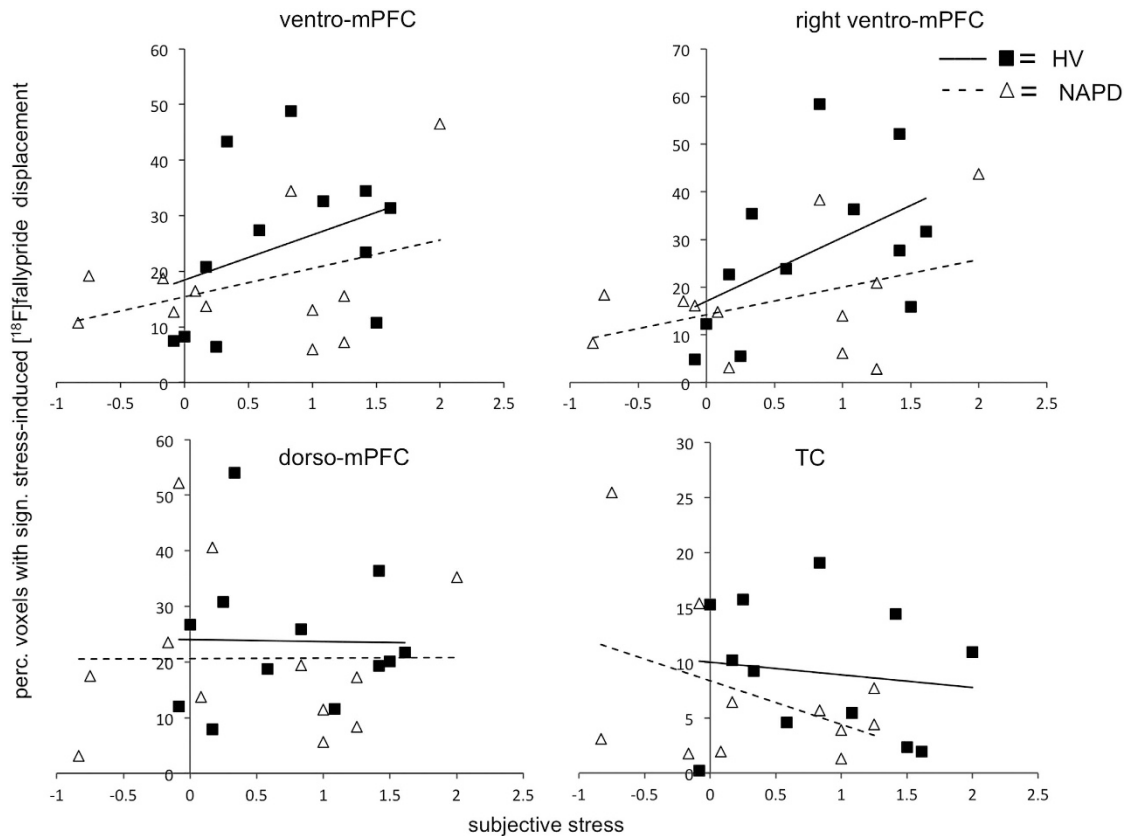 ventro-mPFC
right ventro-mPFC
■ = HV
△ = NAPD
perc. voxels with sign. stress-induced [¹⁸F]fallypride displacement
60
50
40
30
20
10
0
-1 -0.5 0 0.5 1 1.5 2 2.5
70
60
50
40
30
20
10
0
-1 -0.5 0 0.5 1 1.5 2 2.5
dorso-mPFC
60
50
40
30
20
10
0
-1 -0.5 0 0.5 1 1.5 2 2.5
TC
30
25
20
15
10
5
0
-1 -0.5 0 0.5 1 1.5 2 2.5
subjective stress